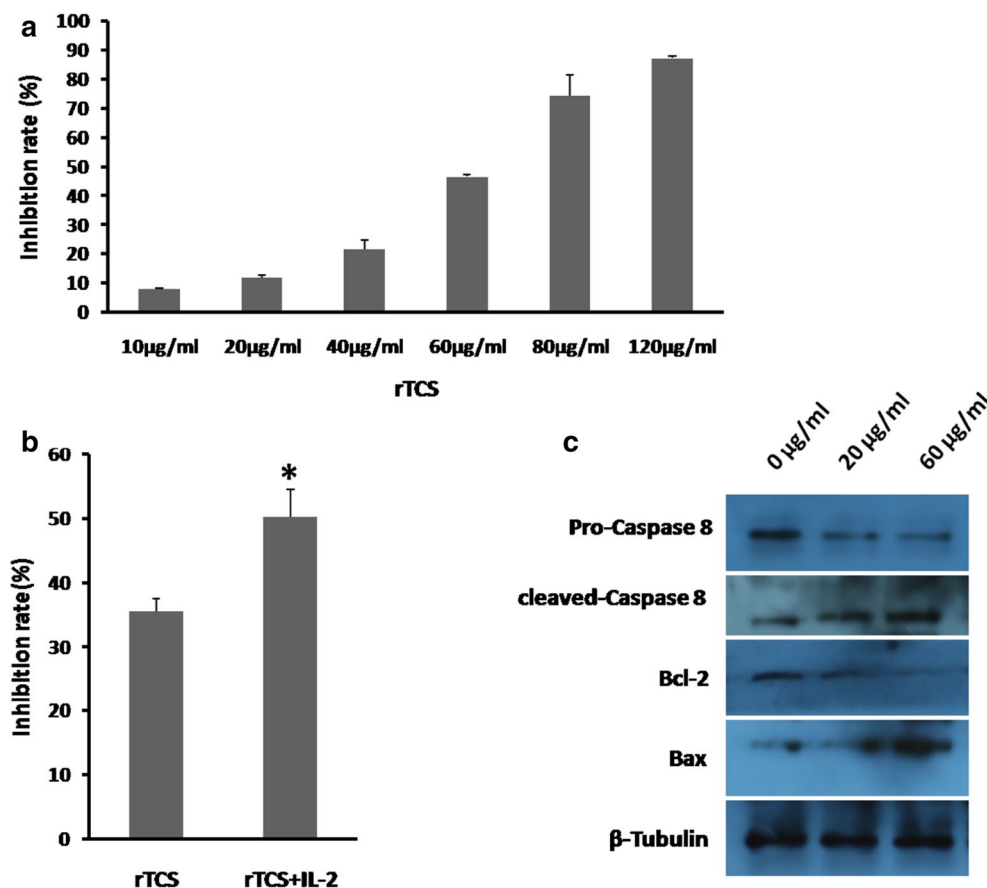 a
100
90
80
70
60
50
40
30
20
10
0
Inhibition rate (%)
10µg/ml 20µg/ml 40µg/ml 60µg/ml 80µg/ml 120µg/ml
rTCS
b
60
50
40
30
20
10
0
Inhibition rate(%)
*
rTCS rTCS+IL-2
c
0 µg/ml 20 µg/ml 60 µg/ml
Pro-Caspase 8
cleaved-Caspase 8
Bcl-2
Bax
β-Tubulin